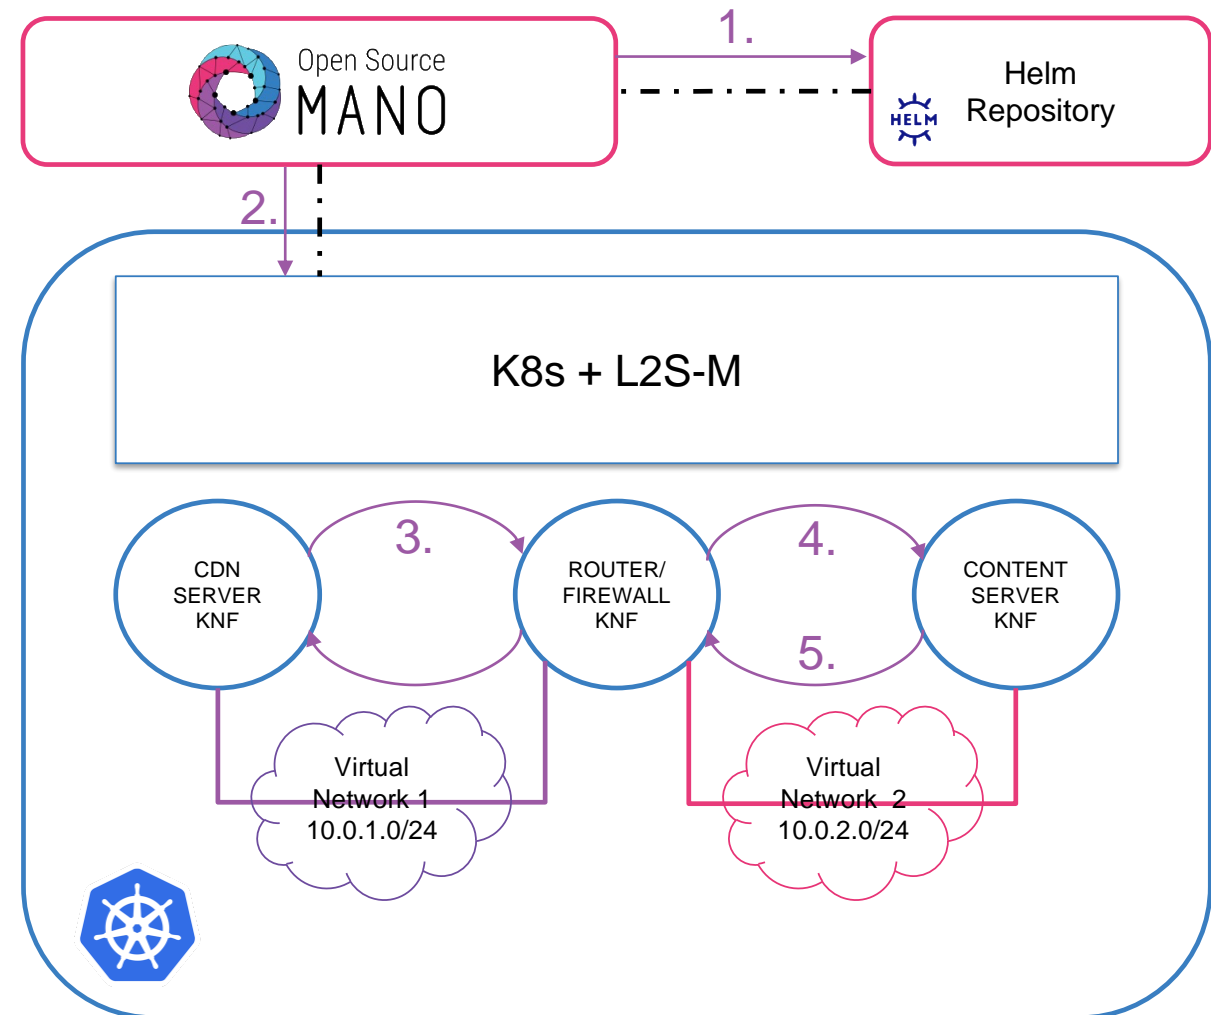 1.
Open Source
MANO
HELM
Helm
Repository
2.
K8s + L2S-M
3.
4.
CDN
SERVER
KNF
ROUTER/
FIREWALL
KNF
CONTENT
SERVER
KNF
5.
Virtual
Network 1
10.0.1.0/24
Virtual
Network 2
10.0.2.0/24